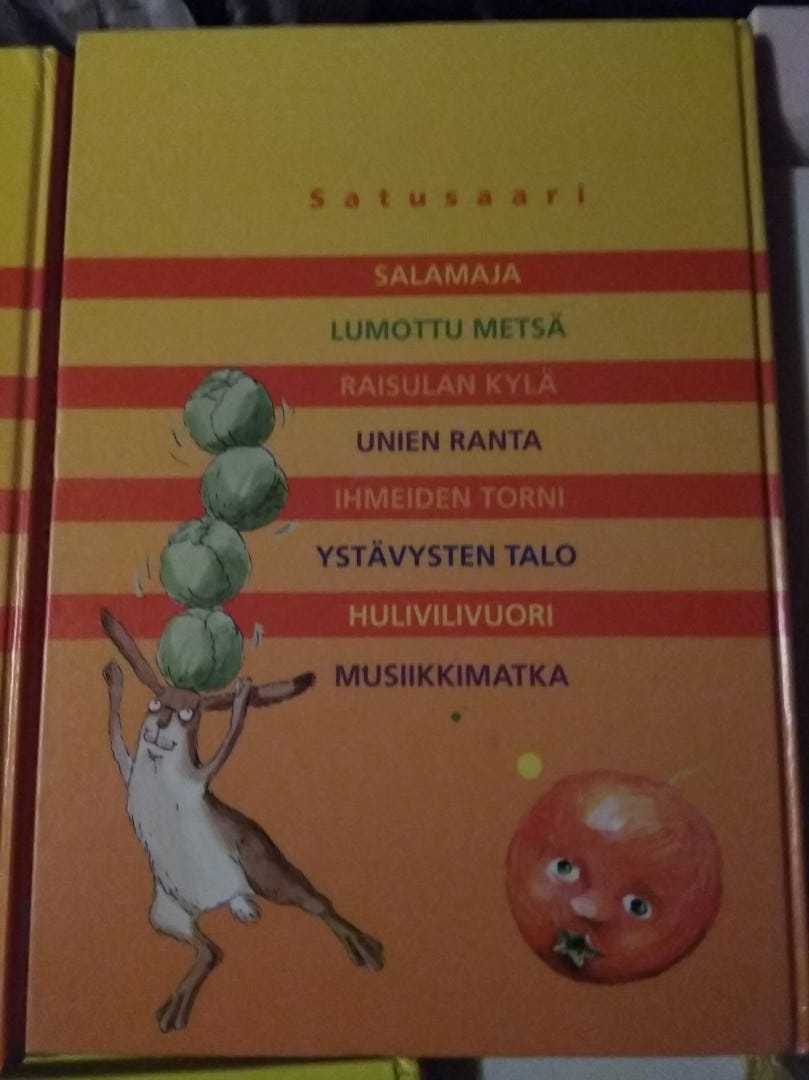 Satusaari
SALAMAJA
LUMOTTU METSÄ
RAISULAN KYLÄ
UNIEN RANTA
IHMEIDEN TORNI
YSTÄVYSTEN TALO
HULIVILIVUORI
MUSIIKKIMATKA